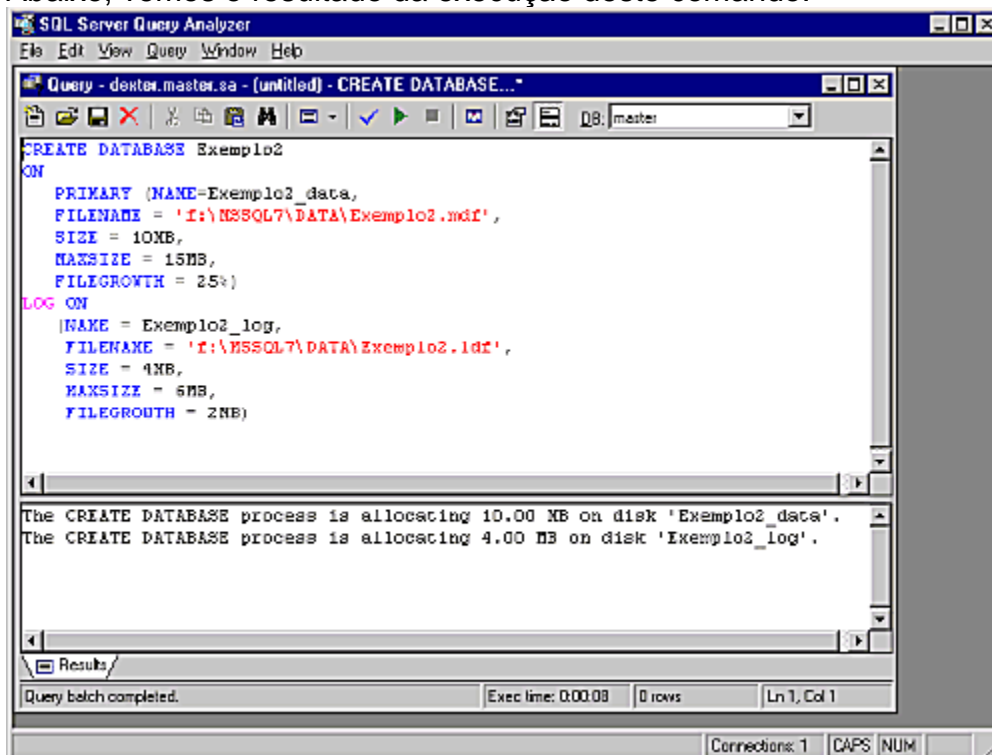 Abaixo, vemos o resultado da execução deste comando:
SQL Server Query Analyzer
File Edit View Query Window Help
Query - dexter.master.sa - (untitled) - CREATE DATABASE...*
DB: master
CREATE DATABASE Exemplo2
ON
PRIMARY (NAME=Exemplo2_data,
FILENAME = 'f:\MSSQL7\DATA\Exemplo2.mdf',
SIZE = 10MB,
MAXSIZE = 15MB,
FILEGROWTH = 25%)
LOG ON
(NAME = Exemplo2_log,
FILENAME = 'f:\MSSQL7\DATA\Exemplo2.ldf',
SIZE = 4MB,
MAXSIZE = 6MB,
FILEGROWTH = 2MB)
The CREATE DATABASE process is allocating 10.00 MB on disk 'Exemplo2_data'.
The CREATE DATABASE process is allocating 4.00 MB on disk 'Exemplo2_log'.
Results
Query batch completed. Exec time: 0:00:08 0 rows Ln 1, Col 1
Connections: 1 CAPS NUM